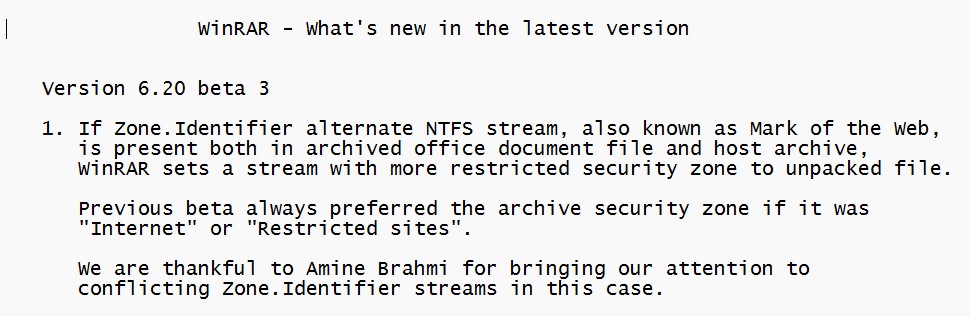 WinRAR - What's new in the latest version
Version 6.20 beta 3
1. If Zone.Identifier alternate NTFS stream, also known as Mark of the Web,
is present both in archived office document file and host archive,
WinRAR sets a stream with more restricted security zone to unpacked file.
Previous beta always preferred the archive security zone if it was
"Internet" or "Restricted sites".
We are thankful to Amine Brahmi for bringing our attention to
conflicting Zone.Identifier streams in this case.